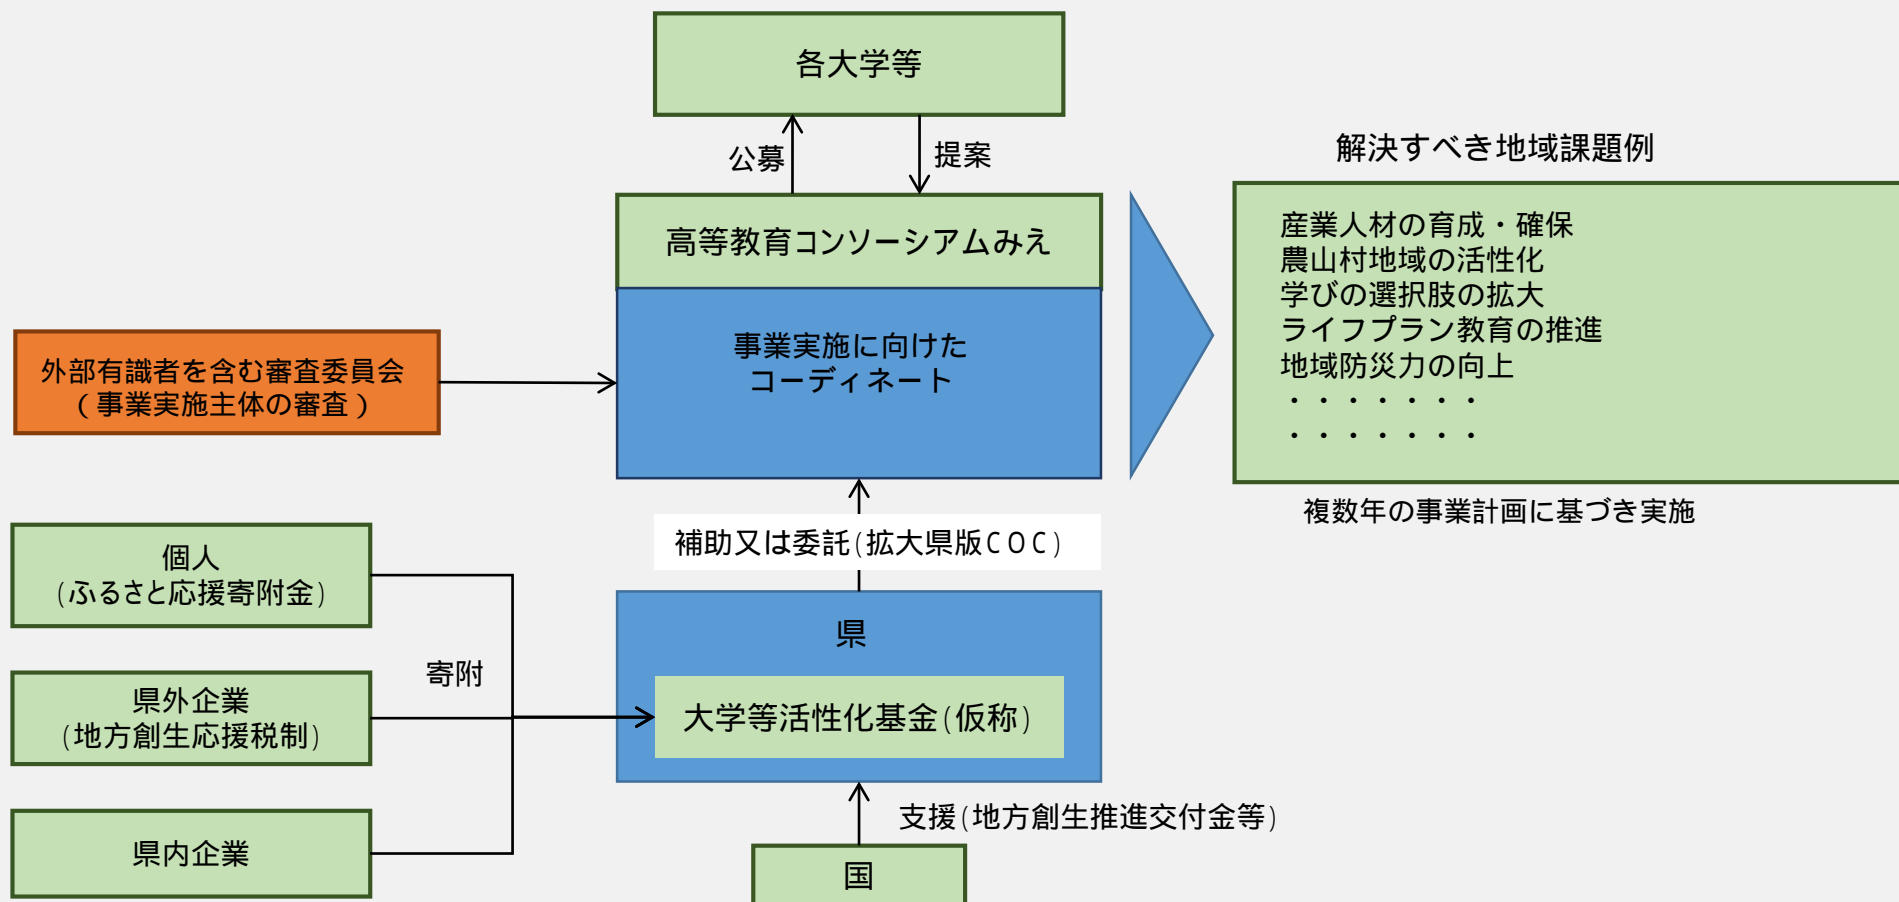 各大学等
公募
提案
解決すべき地域課題例
高等教育コンソーシアムみえ
産業人材の育成・確保
農山村地域の活性化
学びの選択肢の拡大
ライフプラン教育の推進
地域防災力の向上
・・・・・・・
・・・・・・・
事業実施に向けた
コーディネート
外部有識者を含む審査委員会
(事業実施主体の審査)
複数年の事業計画に基づき実施
補助又は委託(拡大県版COC)
個人
(ふるさと応援寄附金)
県
寄附
県外企業
(地方創生応援税制)
大学等活性化基金(仮称)
支援(地方創生推進交付金等)
県内企業
国